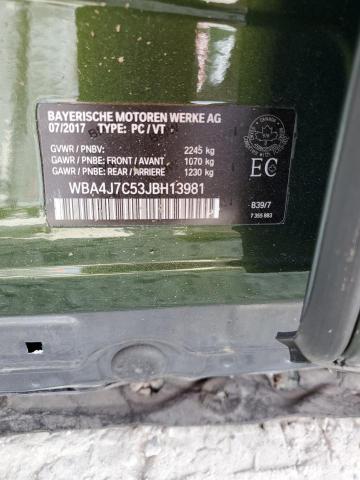 BAYERISCHE MOTOREN WERKE AG
07/2017 TYPE: PC / VT
GVWR / PNBV: 2245 kg
GAWR / PNBE: FRONT / AVANT 1070 kg
GAWR / PNBE: REAR / ARRIERE 1230 kg
WBA4J7C53JBH13981
CANADA
EC
B39/7
7 355 883